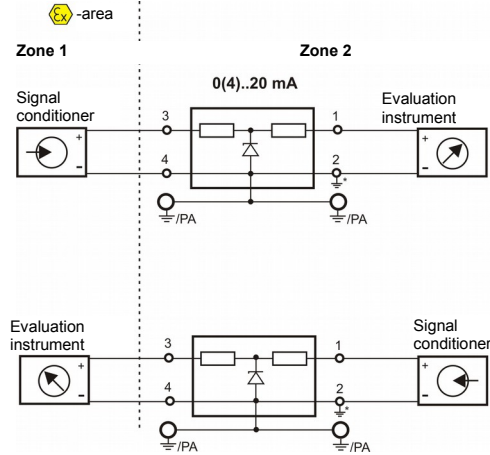 Ex -area
Zone 1
Zone 2
0(4)..20 mA
Signal
conditioner
Evaluation
instrument
3
1
+
-
+
-
4
2
*
/PA
/PA
Evaluation
instrument
Signal
conditioner
3
1
+
-
+
-
4
2
*
/PA
/PA